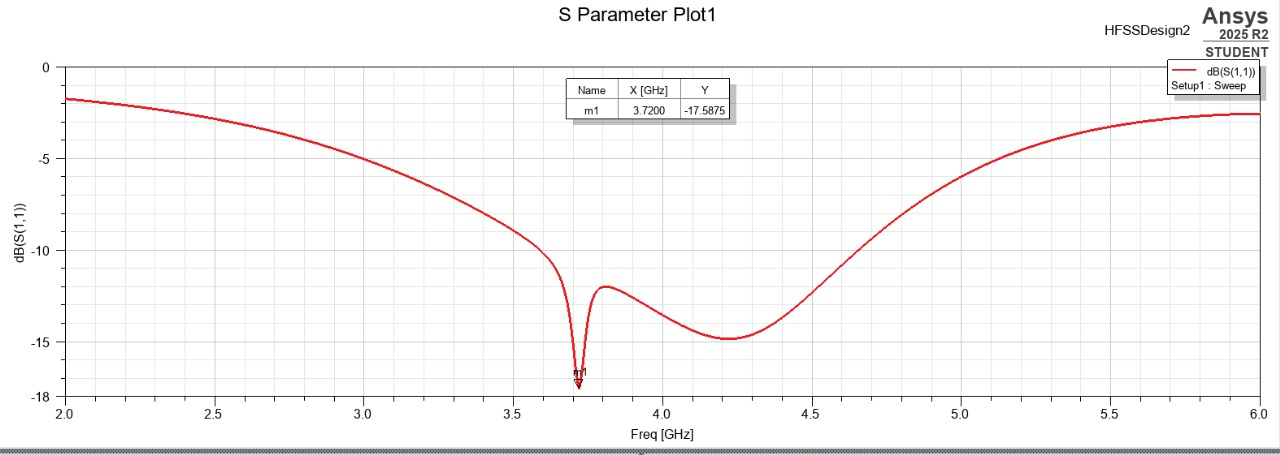 S Parameter Plot1
HFSSDesign2
Ansys
2025 R2
STUDENT
dB(S(1,1))
Setup1 : Sweep
Name X [GHz] Y
m1 3.7200 -17.5875
0
-5
-10
-15
-18
dB(S(1,1))
m1
2.0 2.5 3.0 3.5 4.0 4.5 5.0 5.5 6.0
Freq [GHz]